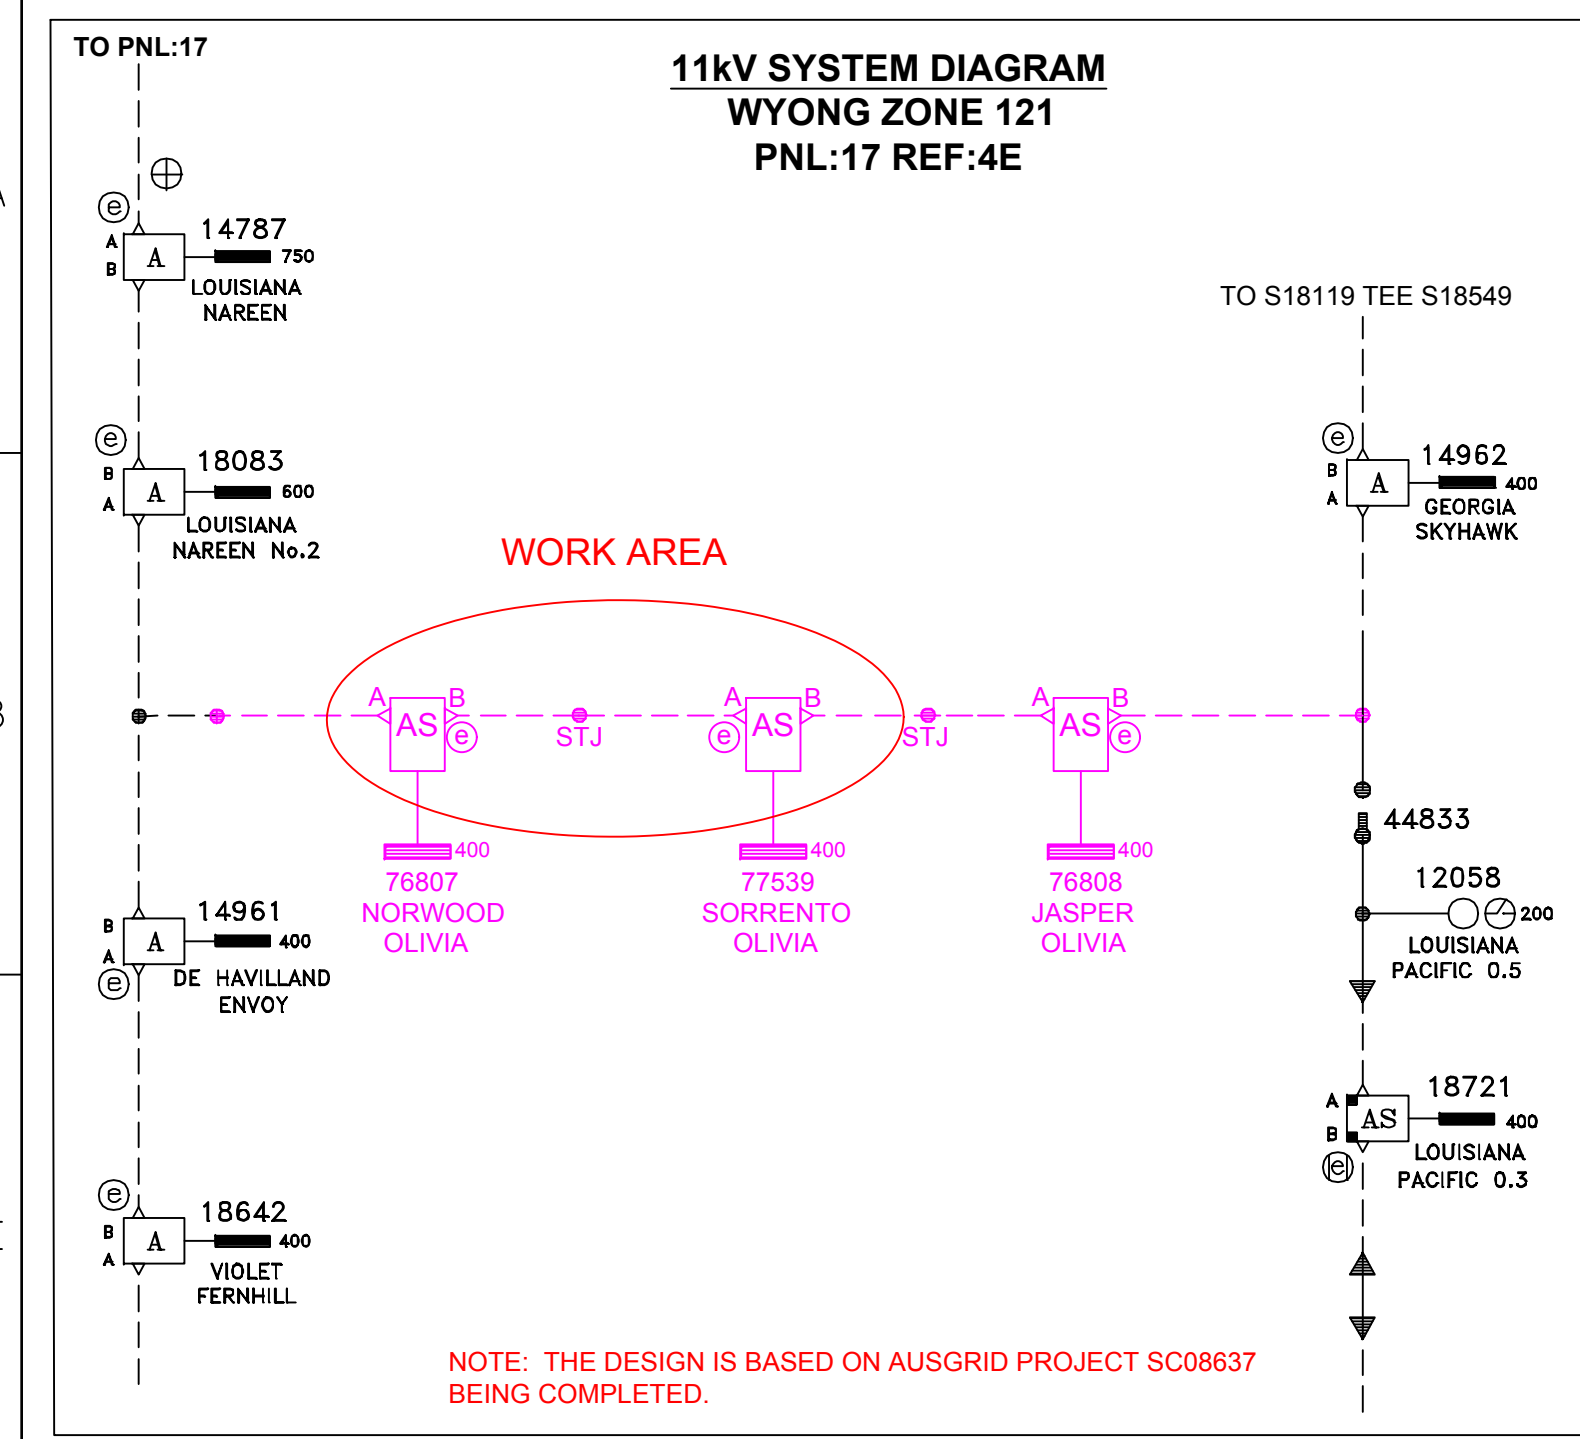 TO PNL:17
11kV SYSTEM DIAGRAM
WYONG ZONE 121
PNL:17 REF:4E
e
A
B
A
14787
750
LOUISIANA
NAREEN
TO S18119 TEE S18549
e
B
A
A
18083
600
LOUISIANA
NAREEN No.2
e
B
A
A
14962
400
GEORGIA
SKYHAWK
WORK AREA
A
B
AS
e
STJ
A
B
AS
e
STJ
A
B
AS
e
400
76807
NORWOOD
OLIVIA
400
77539
SORRENTO
OLIVIA
400
76808
JASPER
OLIVIA
44833
12058
200
LOUISIANA
PACIFIC 0.5
B
A
A
e
14961
400
DE HAVILLAND
ENVOY
A
B
AS
e
18721
400
LOUISIANA
PACIFIC 0.3
e
B
A
A
18642
400
VIOLET
FERNHILL
NOTE: THE DESIGN IS BASED ON AUSGRID PROJECT SC08637
BEING COMPLETED.